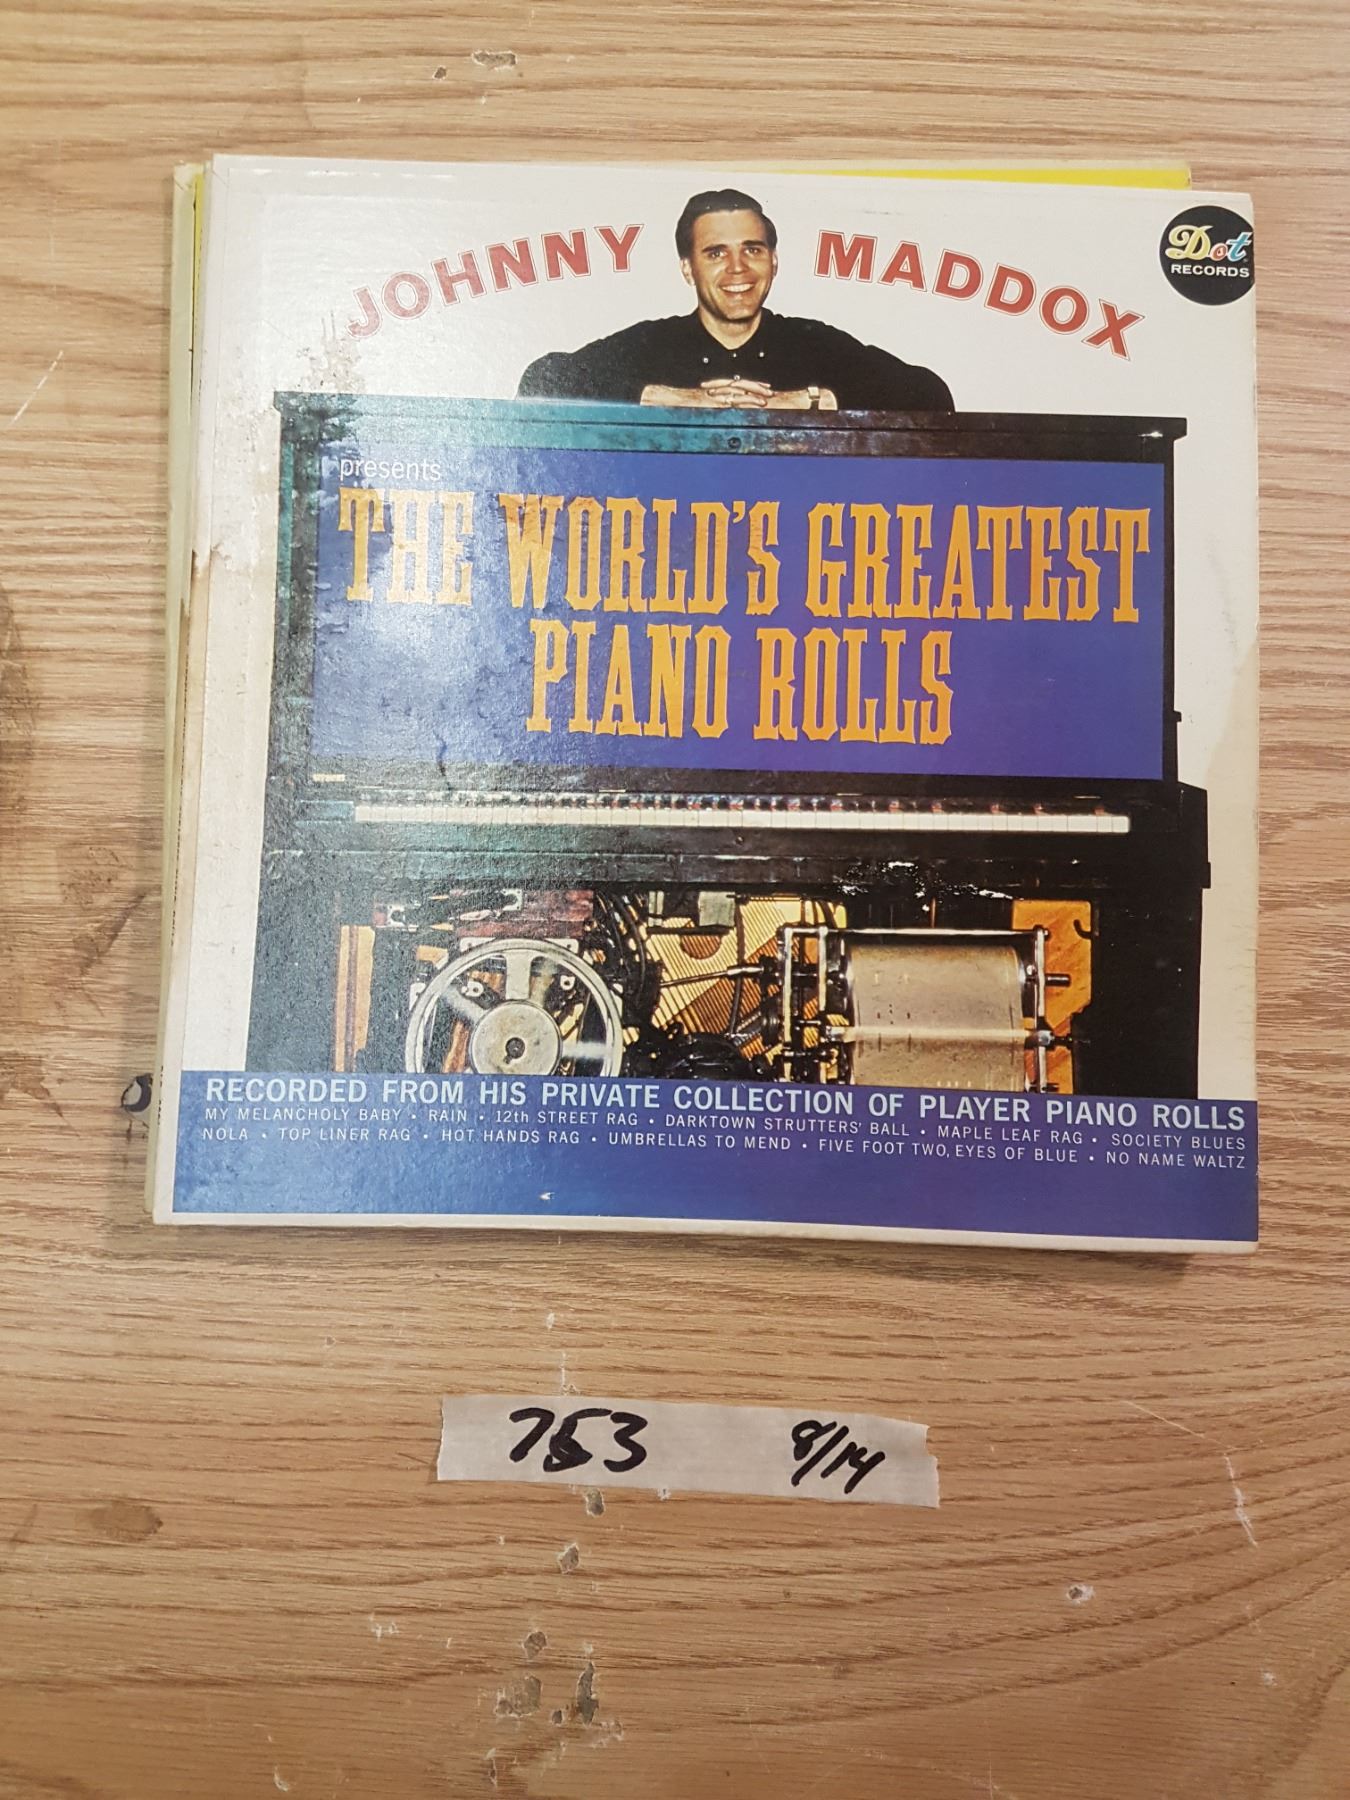 JOHNNY MADDOX
Dot
RECORDS
presents
THE WORLD'S GREATEST
PIANO ROLLS
RECORDED FROM HIS PRIVATE COLLECTION OF PLAYER PIANO ROLLS
MY MELANCHOLY BABY • RAIN • 12th STREET RAG • DARKTOWN STRUTTERS' BALL • MAPLE LEAF RAG • SOCIETY BLUES
NOLA • TOP LINER RAG • HOT HANDS RAG • UMBRELLAS TO MEND • FIVE FOOT TWO, EYES OF BLUE • NO NAME WALTZ
753 8/14